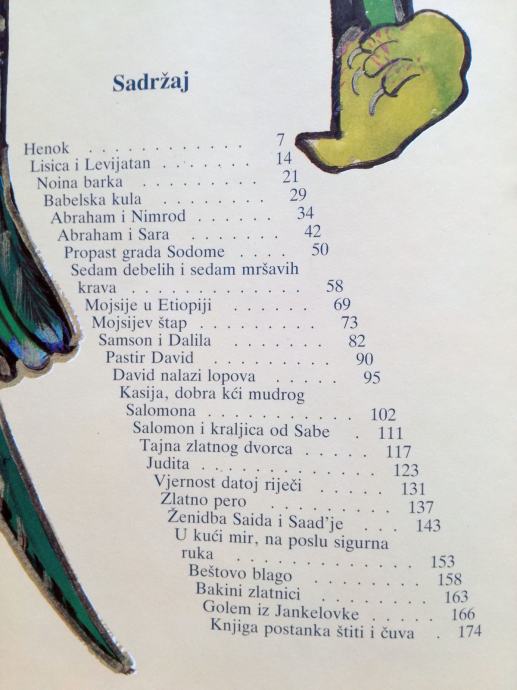 Sadržaj
Henok . . . . . . . . . . . . 7
Lisica i Levijatan . . . . . . . 14
Noina barka . . . . . . . . . 21
Babelska kula . . . . . . . . 29
Abraham i Nimrod . . . . . . 34
Abraham i Sara . . . . . . . 42
Propast grada Sodome . . . . 50
Sedam debelih i sedam mršavih
krava . . . . . . . . . . . . 58
Mojsije u Etiopiji . . . . . . . 69
Mojsijev štap . . . . . . . . . 73
Samson i Dalila . . . . . . . 82
Pastir David . . . . . . . . 90
David nalazi lopova . . . . . 95
Kasija, dobra kći mudrog
Salomona . . . . . . . . . 102
Salomon i kraljica od Sabe . 111
Tajna zlatnog dvorca . . . . . 117
Judita . . . . . . . . . . . 123
Vjernost datoj riječi . . . . . 131
Zlatno pero . . . . . . . . . 137
Ženidba Saida i Saad'je . . . 143
U kući mir, na poslu sigurna
ruka . . . . . . . . . . . 153
Beštovo blago . . . . . . . 158
Bakini zlatnici . . . . . . . 163
Golem iz Jankelovke . . . . 166
Knjiga postanka štiti i čuva . 174